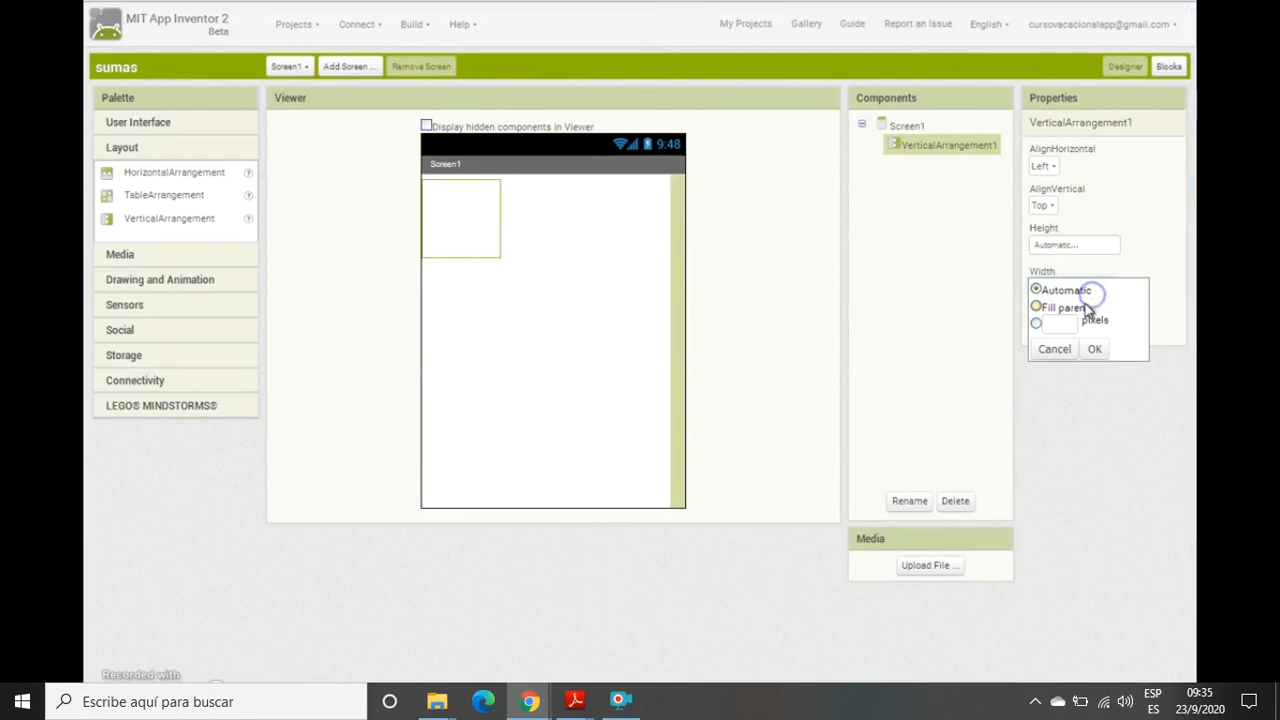 MIT App Inventor 2
Beta
Projects Connect Build Help My Projects Gallery Guide Report an Issue English cursovacacionalapp@gmail.com
sumas Screen1 Add Screen ... Remove Screen Designer Blocks
Palette
User Interface
Layout
HorizontalArrangement
TableArrangement
VerticalArrangement
Media
Drawing and Animation
Sensors
Social
Storage
Connectivity
LEGO® MINDSTORMS®
Viewer
Display hidden components in Viewer
9:48
Screen1
Components
Screen1
VerticalArrangement1
Rename Delete
Media
Upload File ...
Properties
VerticalArrangement1
AlignHorizontal
Left
AlignVertical
Top
Height
Automatic...
Width
Automatic
Fill paren
pixels
Cancel OK
Recorded with
Escribe aquí para buscar
ESP
ES
09:35
23/9/2020